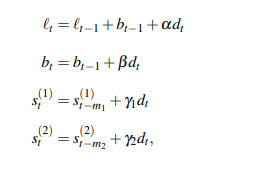 ℓ_t = ℓ_{t−1} + b_{t−1} + αd_t
b_t = b_{t−1} + βd_t
s_t^{(1)} = s_{t−m_1}^{(1)} + γ_1 d_t
s_t^{(2)} = s_{t−m_2}^{(2)} + γ_2 d_t,